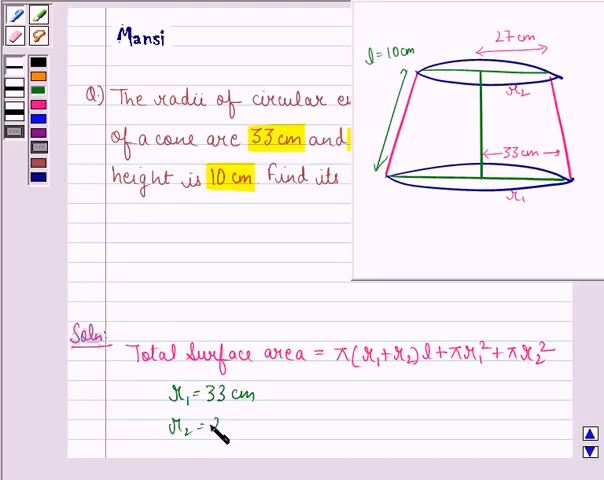 Mansi
Q) The radii of circular e
of a cone are 33 cm and
height is 10 cm. Find its
l = 10 cm
27 cm
r₂
33 cm
r₁
Soln:
Total surface area = π(r₁+r₂)l+πr₁²+πr₂²
r₁ = 33 cm
r₂ =